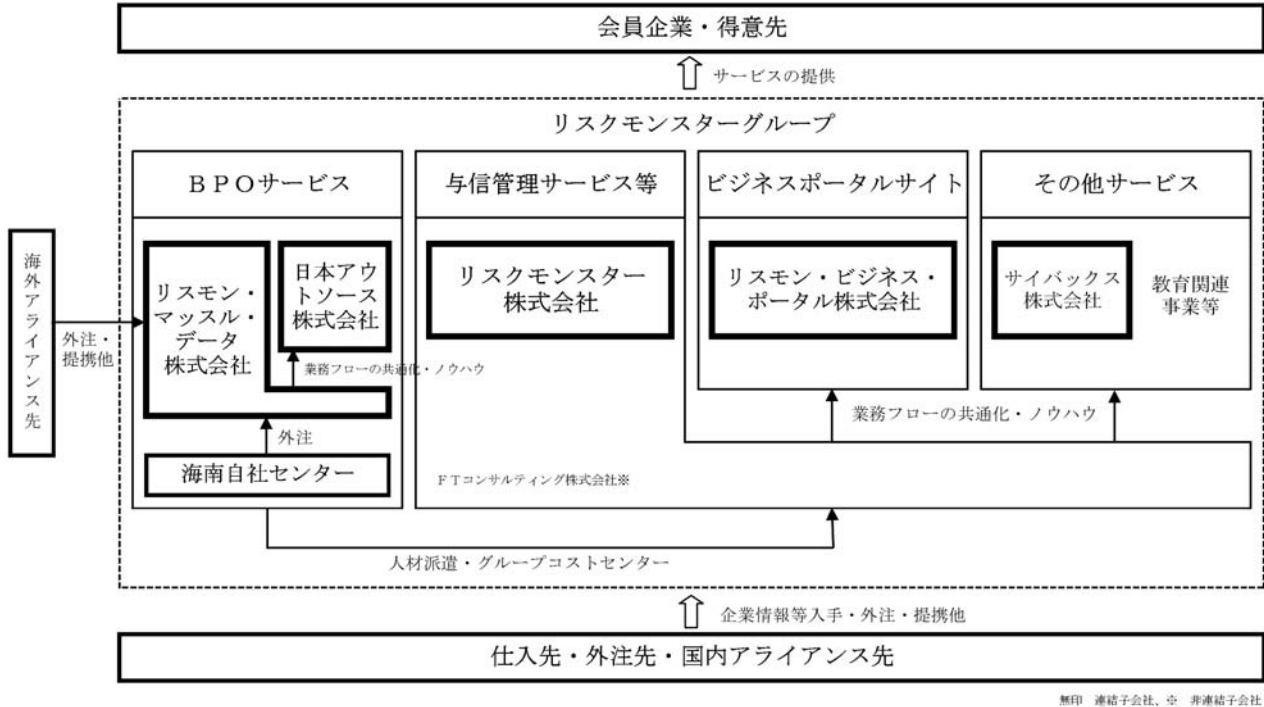 会員企業・得意先
サービスの提供
リスクモンスターグループ
ＢＰＯサービス
与信管理サービス等
ビジネスポータルサイト
その他サービス
海外アライアンス先
外注・
提携他
リスモン・
マッスル・
データ
株式会社
日本アウ
トソース
株式会社
業務フローの共通化・ノウハウ
外注
海南自社センター
リスクモンスター
株式会社
リスモン・ビジネス・
ポータル株式会社
サイバックス
株式会社
教育関連
事業等
業務フローの共通化・ノウハウ
ＦＴコンサルティング株式会社※
人材派遣・グループコストセンター
企業情報等入手・外注・提携他
仕入先・外注先・国内アライアンス先
無印　連結子会社、※　非連結子会社